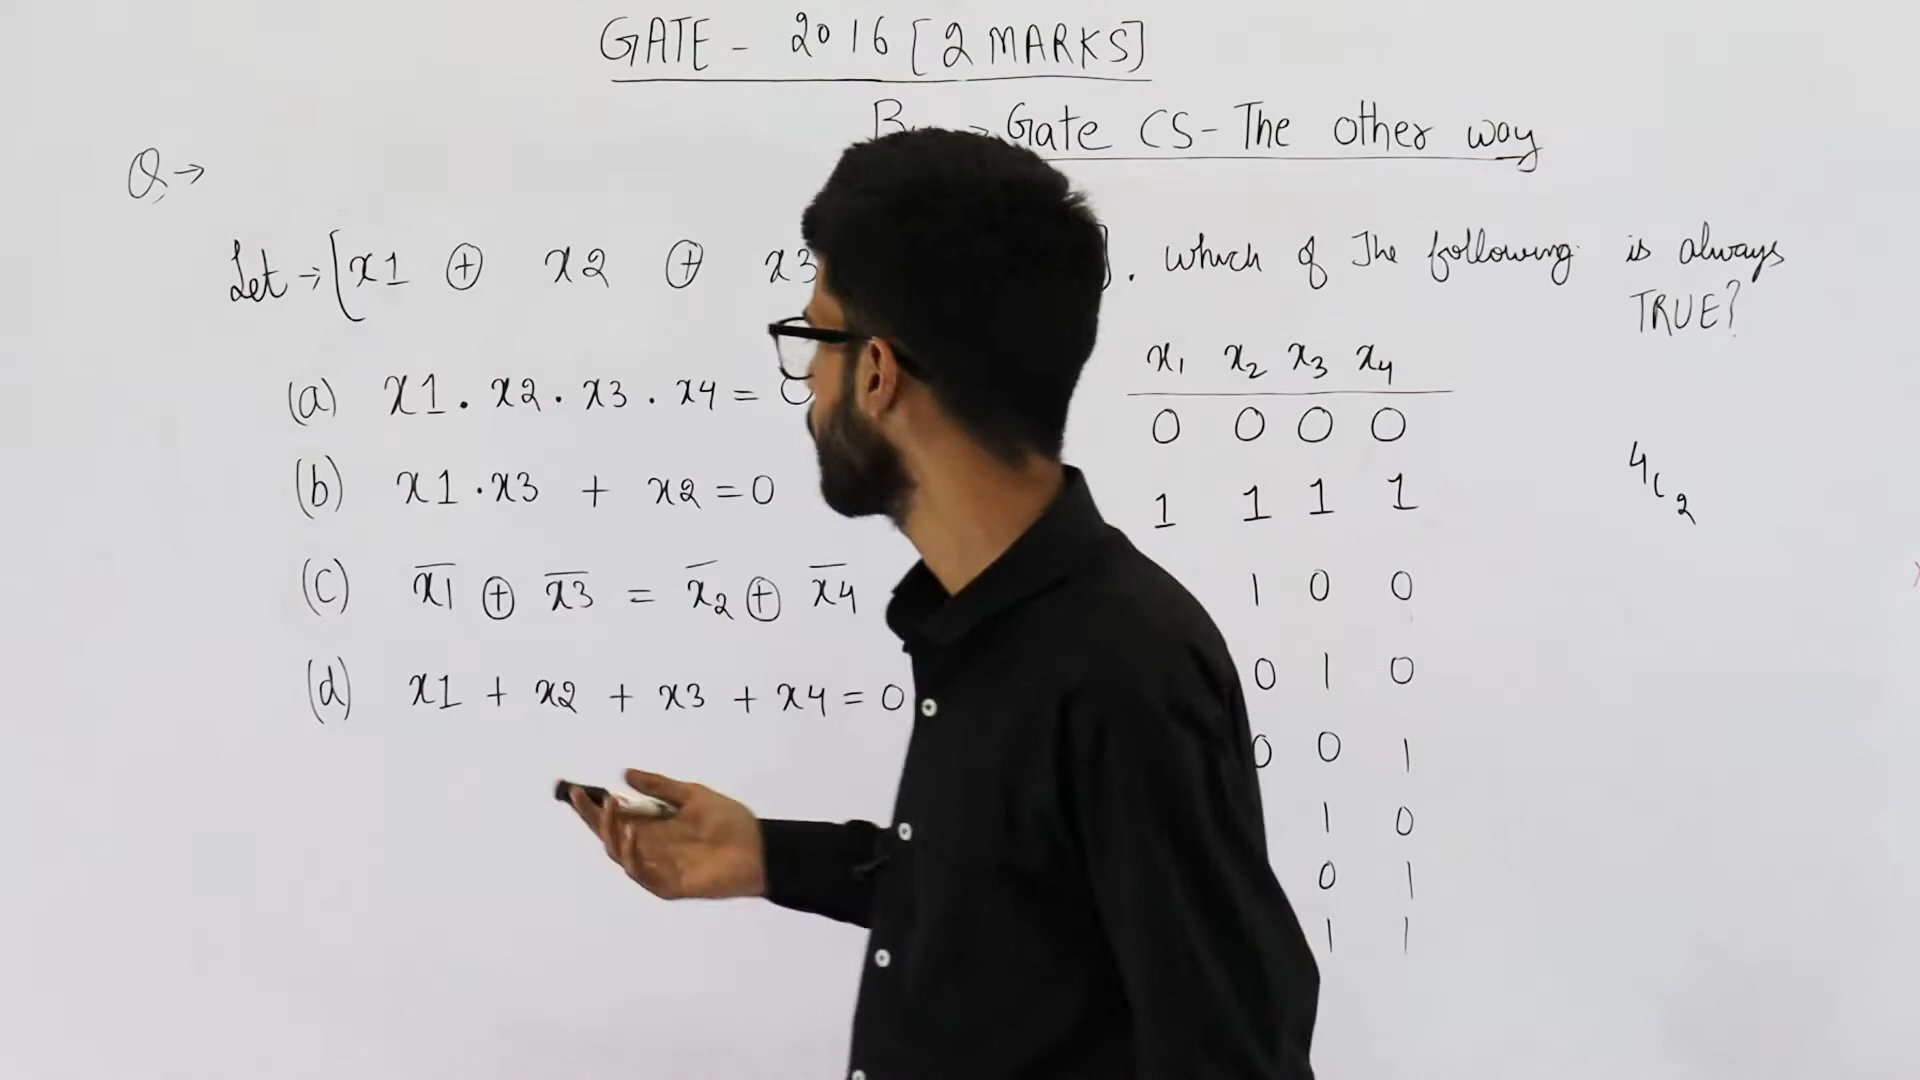 GATE - 2016 [2 MARKS]
→ Gate CS - The other way
Q →
Let → [x1 ⊕ x2 ⊕ x3 ]. which of The following is always
TRUE?
(a) x1 . x2 . x3 . x4 = 0
(b) x1 . x3 + x2 = 0
(c) x̅1̅ ⊕ x̅3̅ = x̅₂ ⊕ x̅4̅
(d) x1 + x2 + x3 + x4 = 0
x₁ x₂ x₃ x₄
0 0 0 0
1 1 1 1
1 0 0
0 1 0
0 0 1
1 0
0 1
1 1
4c₂